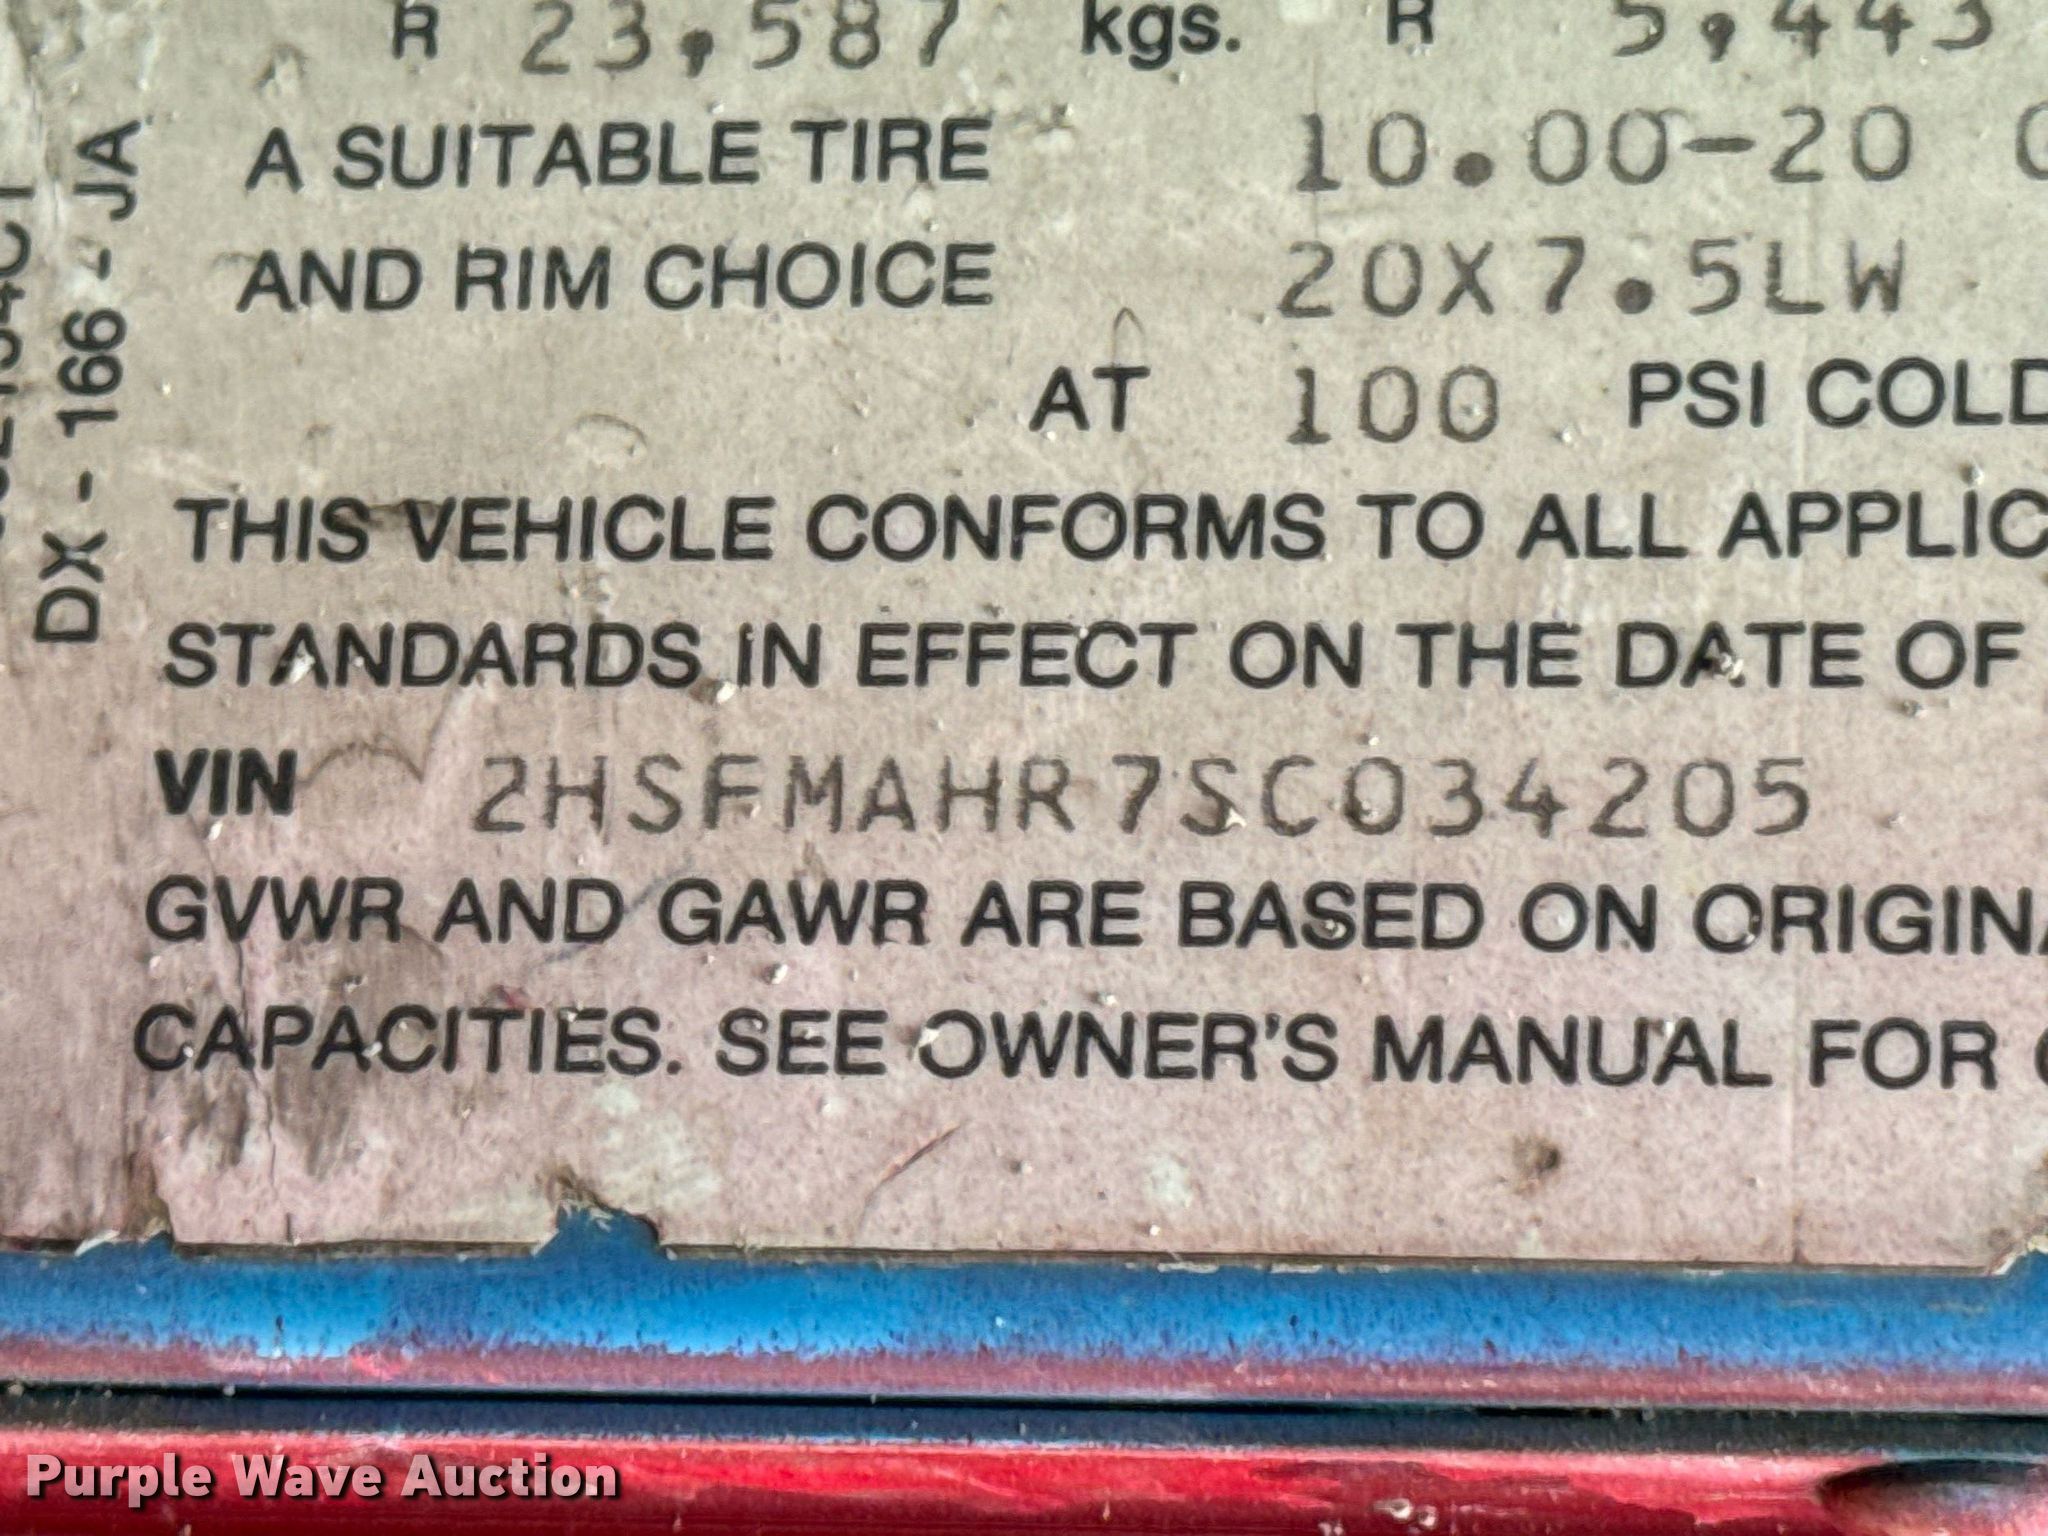 R 23,587 kgs. R 5,443
A SUITABLE TIRE 10.00-20
AND RIM CHOICE 20X7.5LW
AT 100 PSI COLD
THIS VEHICLE CONFORMS TO ALL APPLIC
STANDARDS IN EFFECT ON THE DATE OF
VIN 2HSFMAHR7SC034205
GVWR AND GAWR ARE BASED ON ORIGINA
CAPACITIES. SEE OWNER'S MANUAL FOR
DX - 166 - JA
Purple Wave Auction